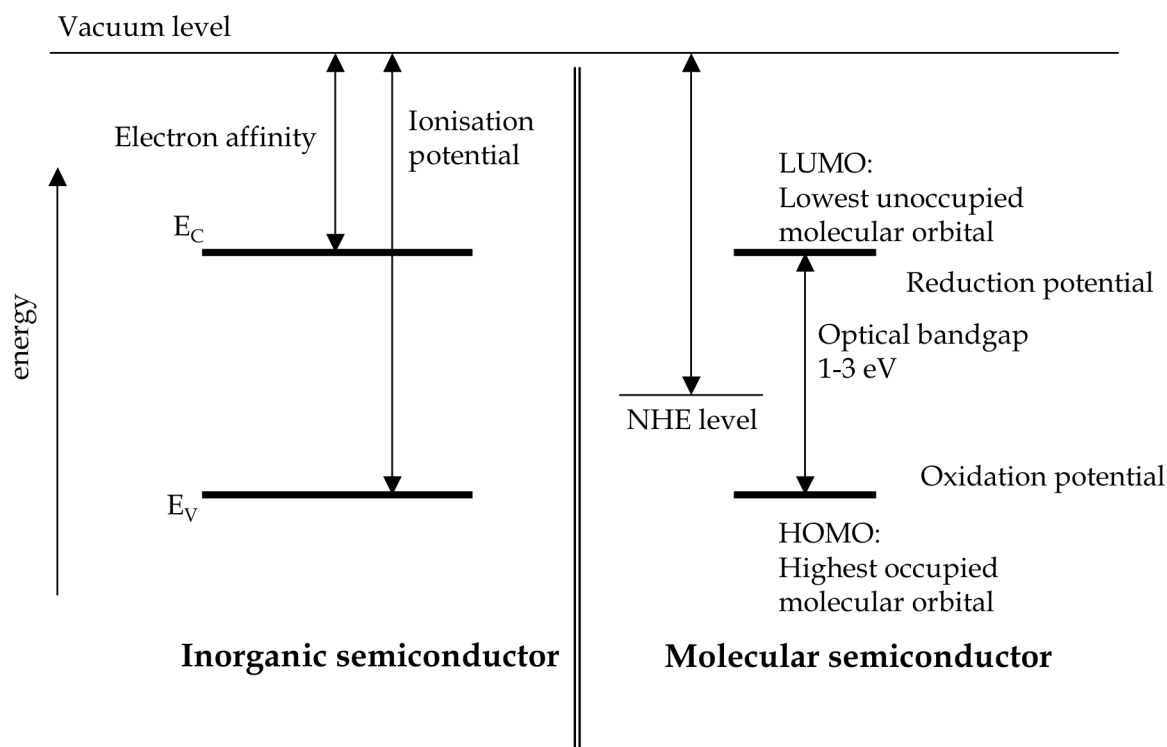 Vacuum level
Electron affinity
Ionisation
potential
E_C
energy
E_V
Inorganic semiconductor
LUMO:
Lowest unoccupied
molecular orbital
Reduction potential
Optical bandgap
1-3 eV
NHE level
Oxidation potential
HOMO:
Highest occupied
molecular orbital
Molecular semiconductor